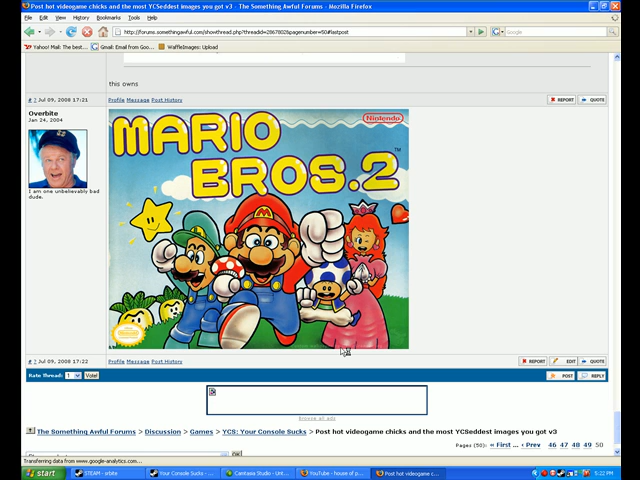 Post hot videogame chicks and the most YCSeddest images you got v3 - The Something Awful Forums - Mozilla Firefox
File Edit View History Bookmarks Tools Help
http://forums.somethingawful.com/showthread.php?threadid=2867802&pagenumber=50#lastpost
Google
Yahoo! Mail: The best... Gmail: Email from Goo... WaffleImages: Upload
this owns
# ? Jul 09, 2008 17:21 Profile Message Post History REPORT QUOTE
Overbite
Jan 24, 2004
I am one unbelievably bad
dude.
Nintendo
MARIO
BROS.2
TM
# ? Jul 09, 2008 17:22 Profile Message Post History REPORT EDIT QUOTE
Rate Thread: 1 Vote! POST REPLY
Browse all ads
The Something Awful Forums > Discussion > Games > YCS: Your Console Sucks > Post hot videogame chicks and the most YCSeddest images you got v3
Pages (50): « First ... ‹ Prev 46 47 48 49 50
Transferring data from www.google-analytics.com...
start STEAM - orbite Your Console Sucks - ... Camtasia Studio - Unt... YouTube - house of p... Post hot videogame c... 5:22 PM